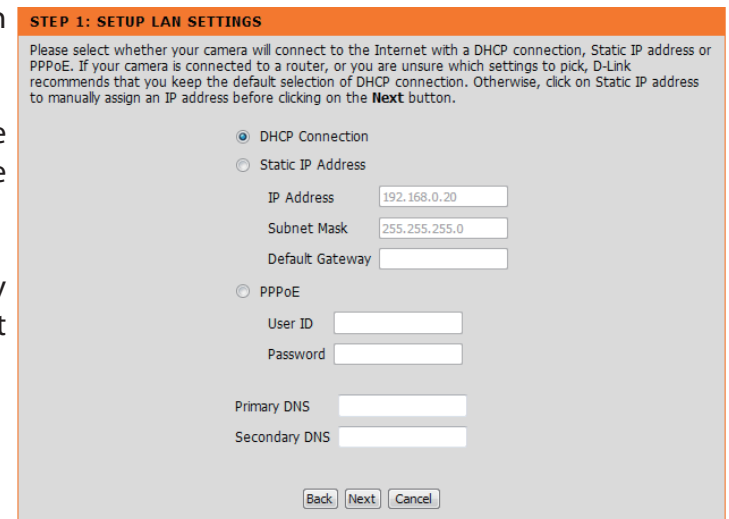 n
STEP 1: SETUP LAN SETTINGS
Please select whether your camera will connect to the Internet with a DHCP connection, Static IP address or
PPPoE. If your camera is connected to a router, or you are unsure which settings to pick, D-Link
recommends that you keep the default selection of DHCP connection. Otherwise, click on Static IP address
to manually assign an IP address before clicking on the Next button.
e
DHCP Connection
e
Static IP Address
IP Address 192.168.0.20
Subnet Mask 255.255.255.0
Default Gateway
y
PPPoE
t
User ID
Password
Primary DNS
Secondary DNS
Back Next Cancel